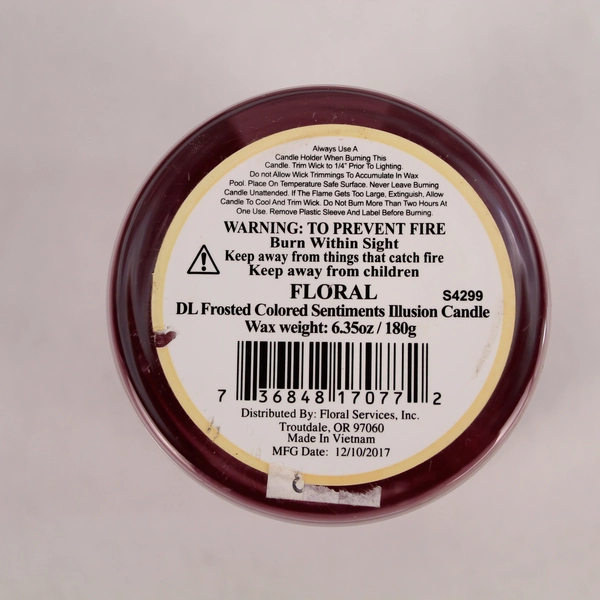 Always Use A
Candle Holder When Burning This
Candle. Trim Wick to 1/4" Prior To Lighting.
Do not Allow Wick Trimmings To Accumulate In Wax
Pool. Place On Temperature Safe Surface. Never Leave Burning
Candle Unattended. If The Flame Gets Too Large, Extinguish, Allow
Candle To Cool And Trim Wick. Do Not Burn More Than Two Hours At
One Use. Remove Plastic Sleeve And Label Before Burning.
WARNING: TO PREVENT FIRE
Burn Within Sight
Keep away from things that catch fire
Keep away from children
FLORAL S4299
DL Frosted Colored Sentiments Illusion Candle
Wax weight: 6.35oz / 180g
7 36848 17077 2
Distributed By: Floral Services, Inc.
Troutdale, OR 97060
Made In Vietnam
MFG Date: 12/10/2017